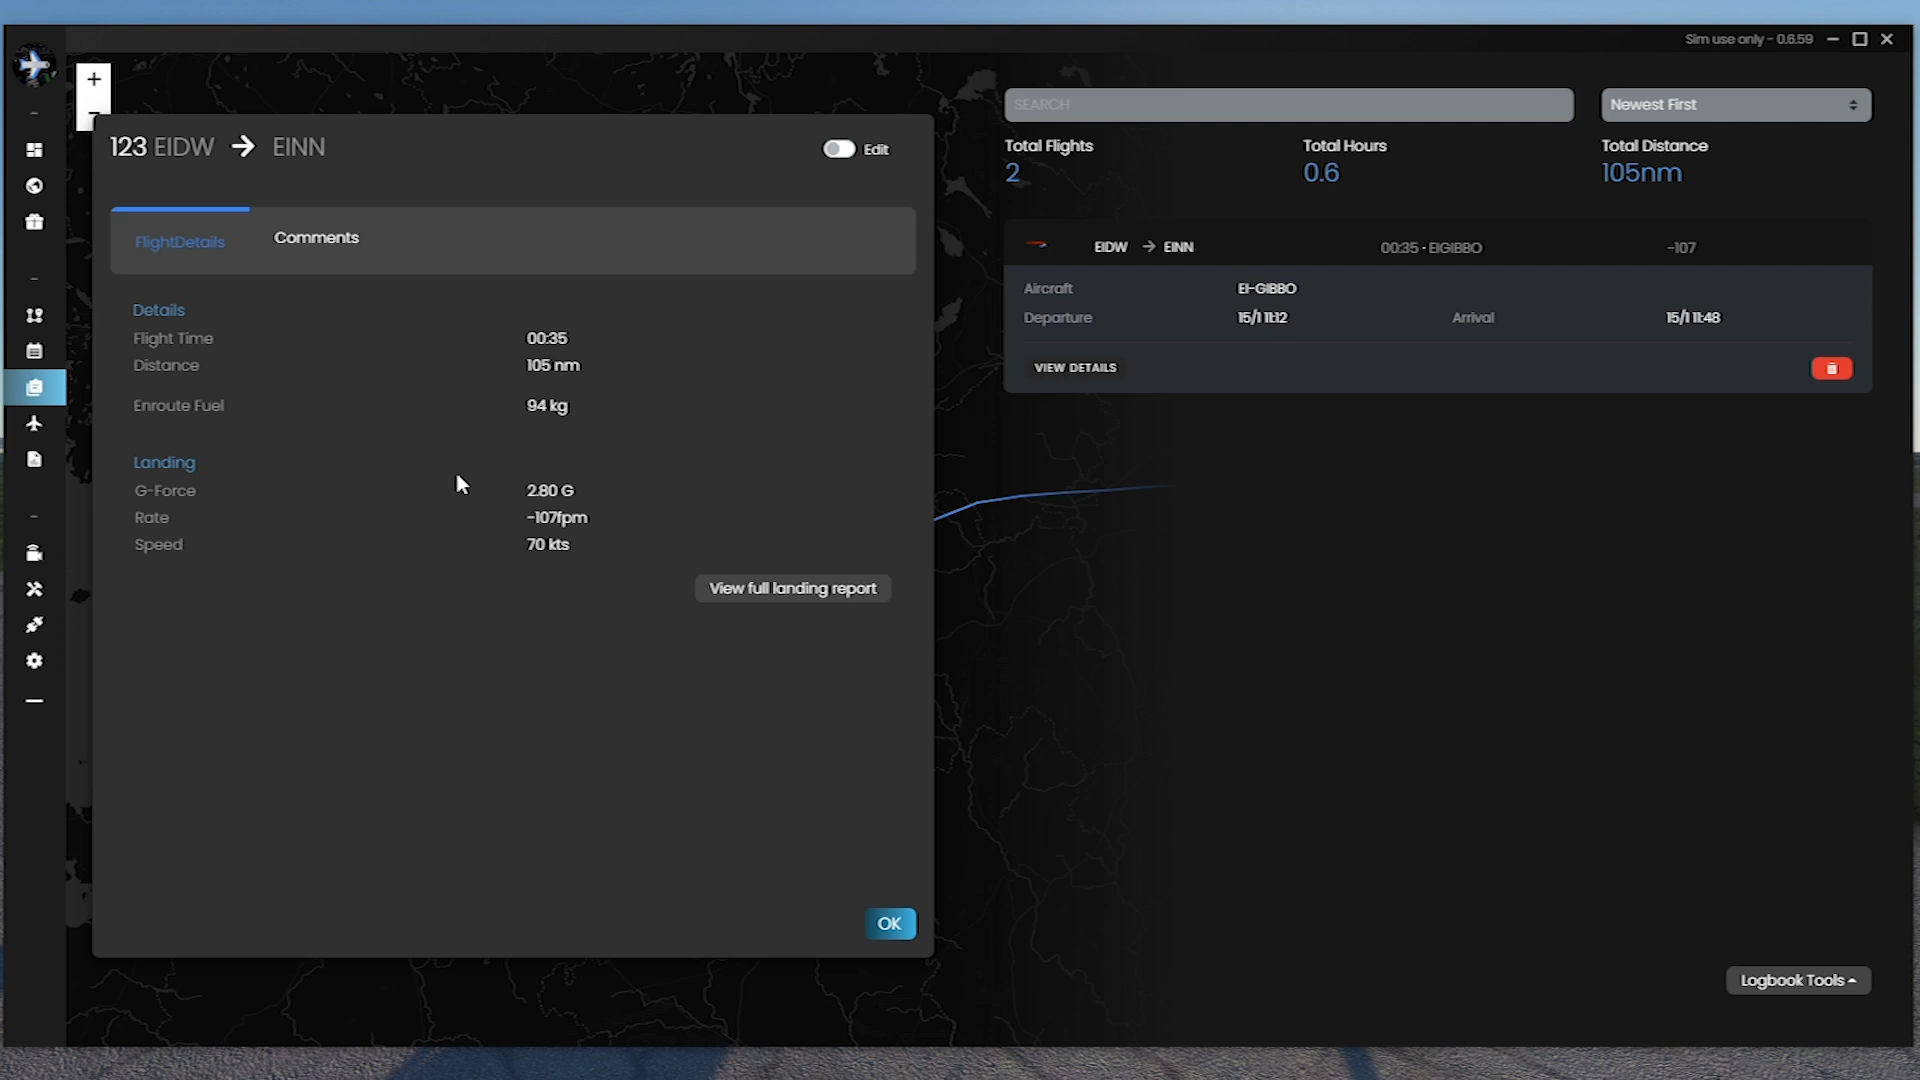 Sim use only - 0.6.59
+
-
123 EIDW → EINN
Edit
FlightDetails
Comments
Details
Flight Time 00:35
Distance 105 nm
Enroute Fuel 94 kg
Landing
G-Force 2.80 G
Rate -107fpm
Speed 70 kts
View full landing report
OK
SEARCH
Newest First
Total Flights Total Hours Total Distance
2 0.6 105nm
EIDW → EINN 00:35 - EIGIBBO -107
Aircraft EI-GIBBO
Departure 15/1 11:12 Arrival 15/1 11:48
VIEW DETAILS
Logbook Tools